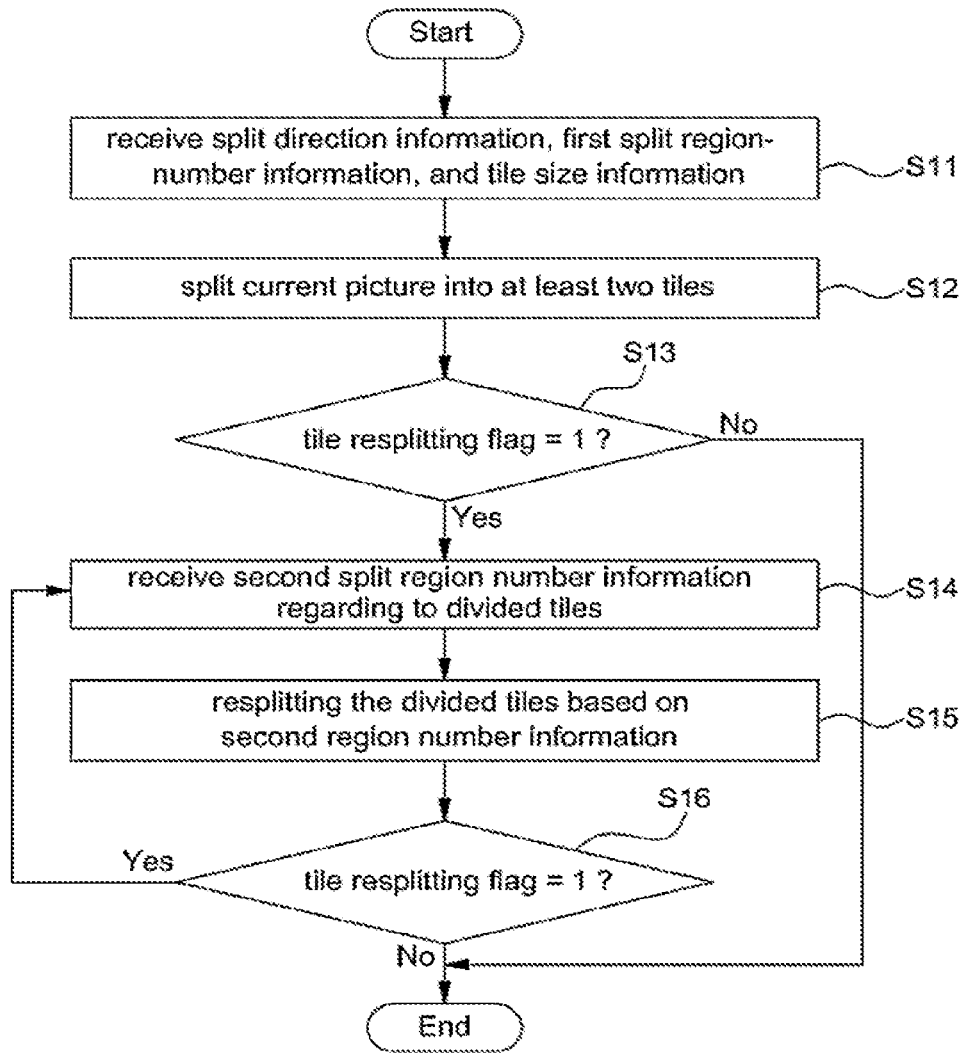 Start
receive split direction information, first split region-
number information, and tile size information
S11
split current picture into at least two tiles
S12
S13
tile resplitting flag = 1 ?
No
Yes
receive second split region number information
regarding to divided tiles
S14
resplitting the divided tiles based on
second region number information
S15
S16
Yes
tile resplitting flag = 1 ?
No
End